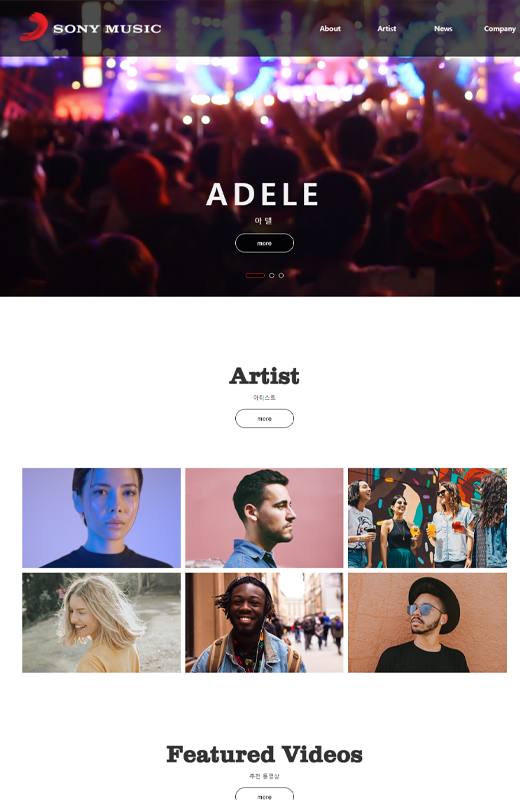 SONY MUSIC
About Artist News Company
ADELE
아 델
more
Artist
아티스트
more
Featured Videos
추천 동영상
more